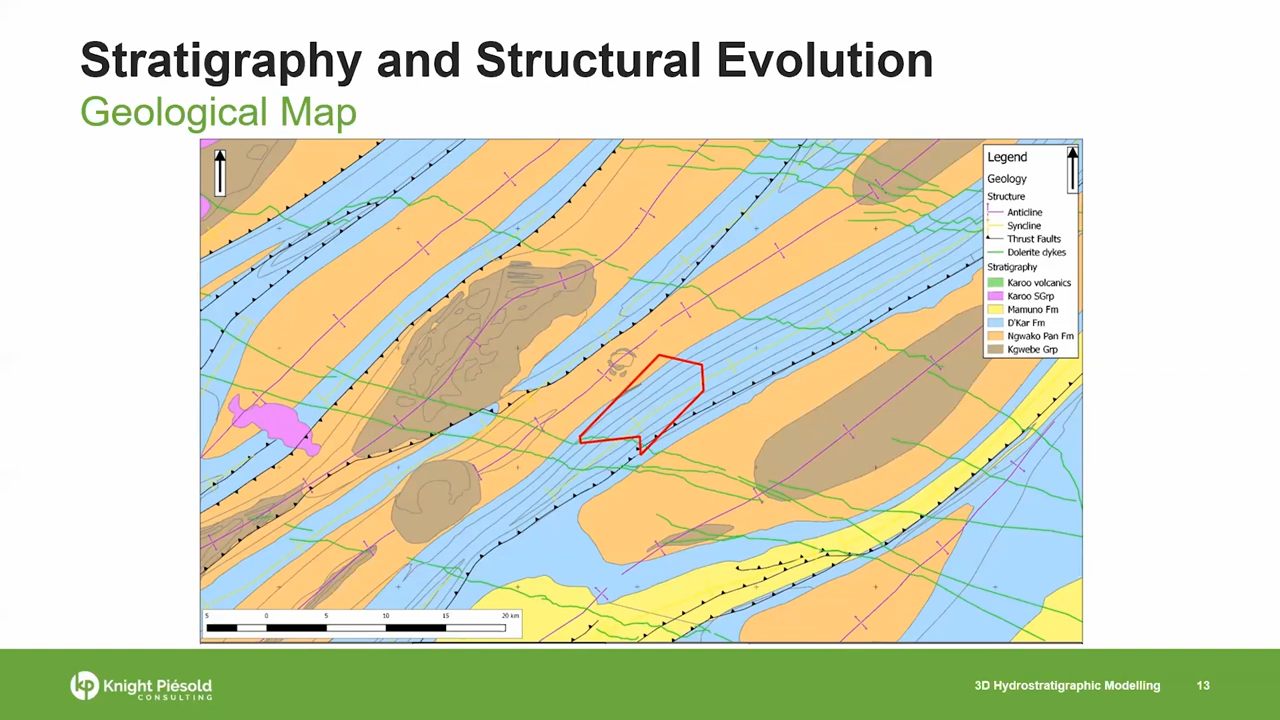 Stratigraphy and Structural Evolution
Geological Map
Legend
Geology
Structure
Anticline
Syncline
Thrust Faults
Dolerite dykes
Stratigraphy
Karoo volcanics
Karoo SGrp
Mamuno Fm
D'Kar Fm
Ngwako Pan Fm
Kgwebe Grp
5 0 5 10 15 20 km
kp Knight Piésold
CONSULTING
3D Hydrostratigraphic Modelling 13